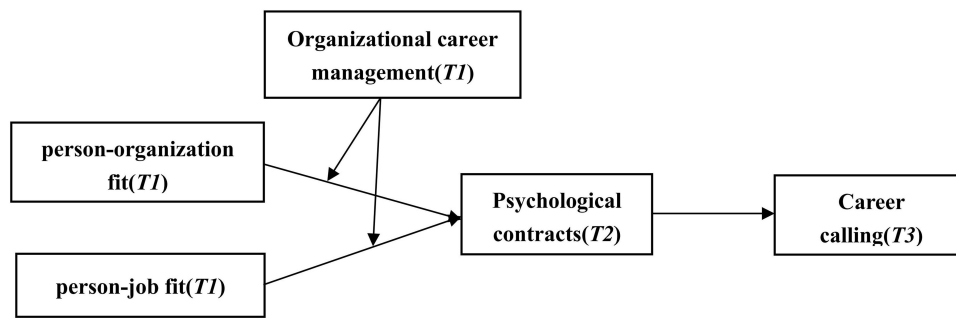 Organizational career
management(T1)
person-organization
fit(T1)
person-job fit(T1)
Psychological
contracts(T2)
Career
calling(T3)